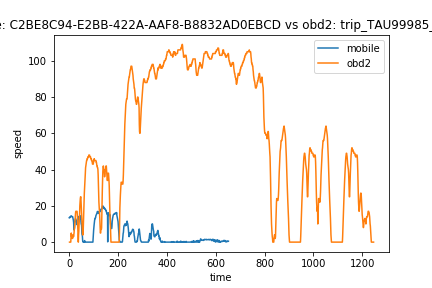 e: C2BE8C94-E2BB-422A-AAF8-B8832AD0EBCD vs obd2: trip_TAU99985_
mobile
obd2
100
80
60
40
20
0
speed
0 200 400 600 800 1000 1200
time